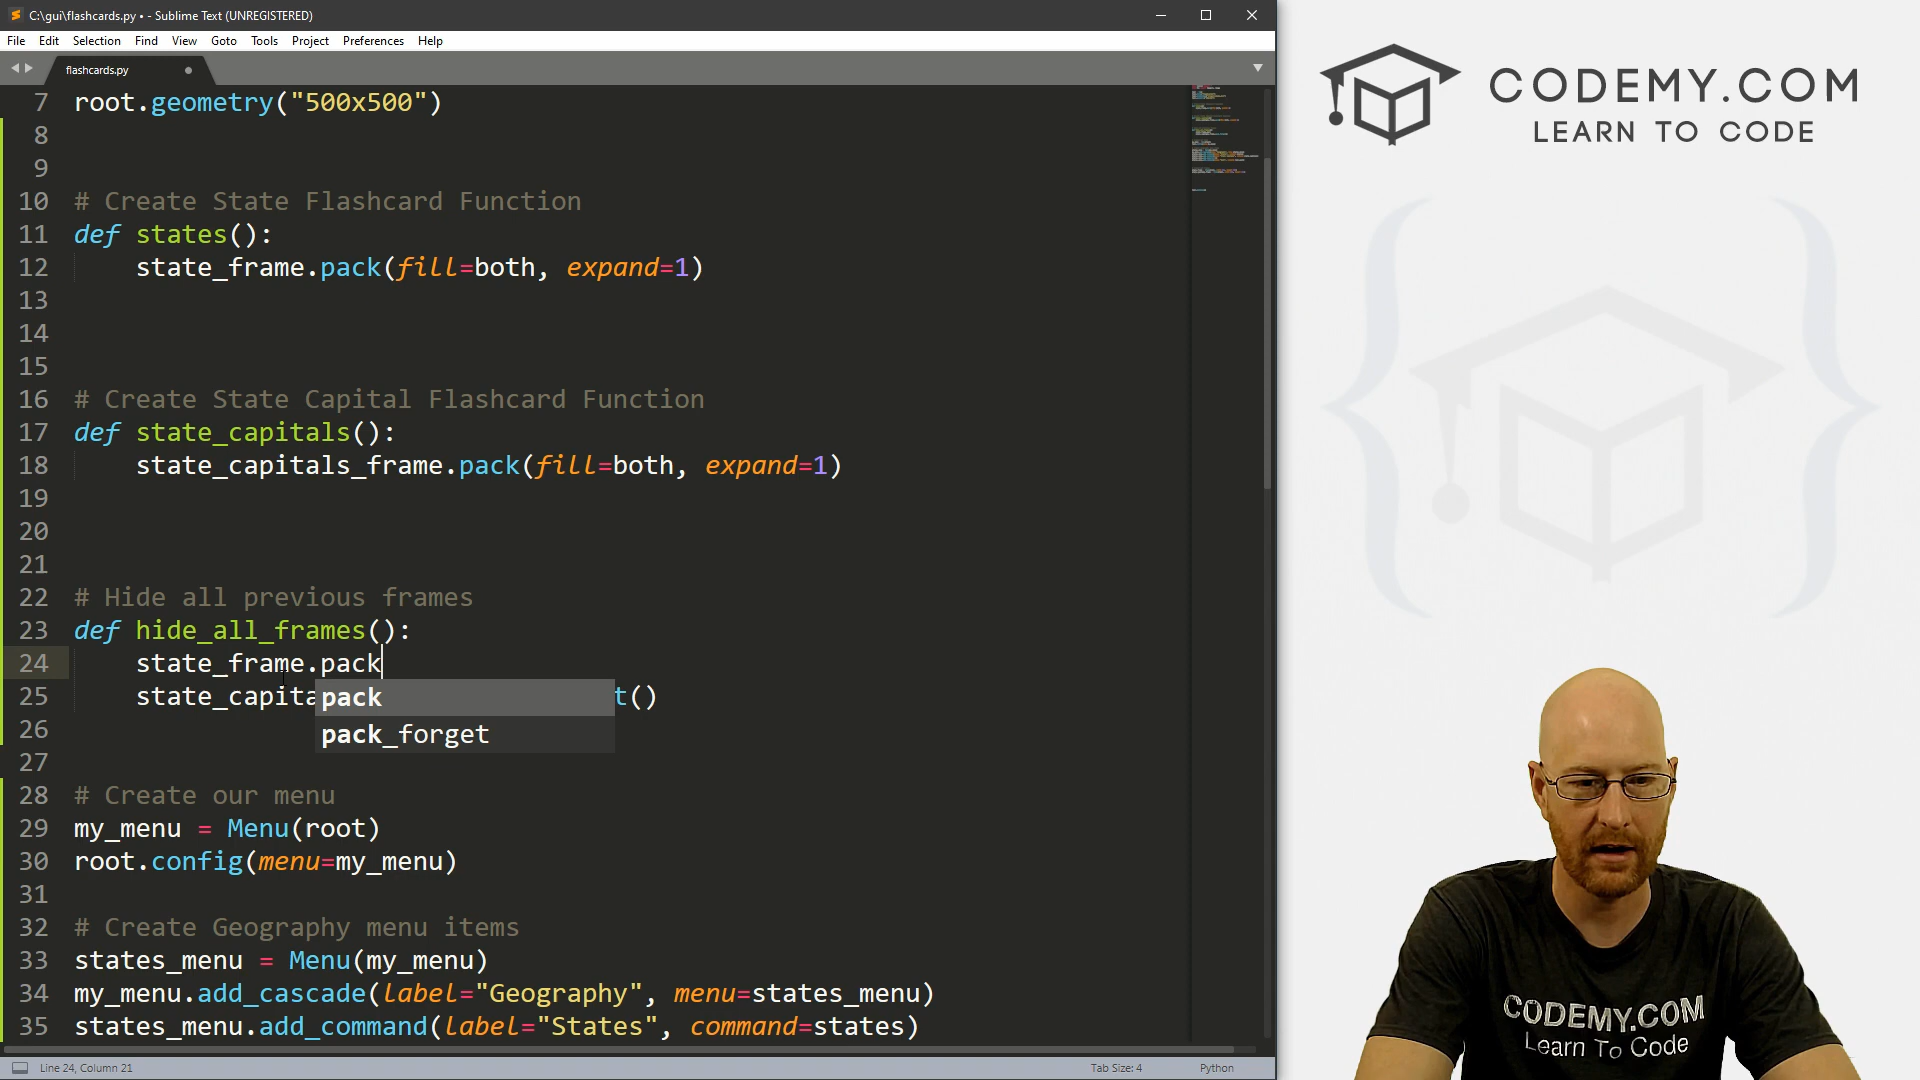 C:\gui\flashcards.py • - Sublime Text (UNREGISTERED)
File Edit Selection Find View Goto Tools Project Preferences Help
flashcards.py
7 root.geometry("500x500")
8
9
10 # Create State Flashcard Function
11 def states():
12 state_frame.pack(fill=both, expand=1)
13
14
15
16 # Create State Capital Flashcard Function
17 def state_capitals():
18 state_capitals_frame.pack(fill=both, expand=1)
19
20
21
22 # Hide all previous frames
23 def hide_all_frames():
24 state_frame.pack
25 state_capita t()
pack
pack_forget
26
27
28 # Create our menu
29 my_menu = Menu(root)
30 root.config(menu=my_menu)
31
32 # Create Geography menu items
33 states_menu = Menu(my_menu)
34 my_menu.add_cascade(label="Geography", menu=states_menu)
35 states_menu.add_command(label="States", command=states)
Line 24, Column 21
Tab Size: 4
Python
CODEMY.COM
LEARN TO CODE
CODEMY.COM
Learn To Code